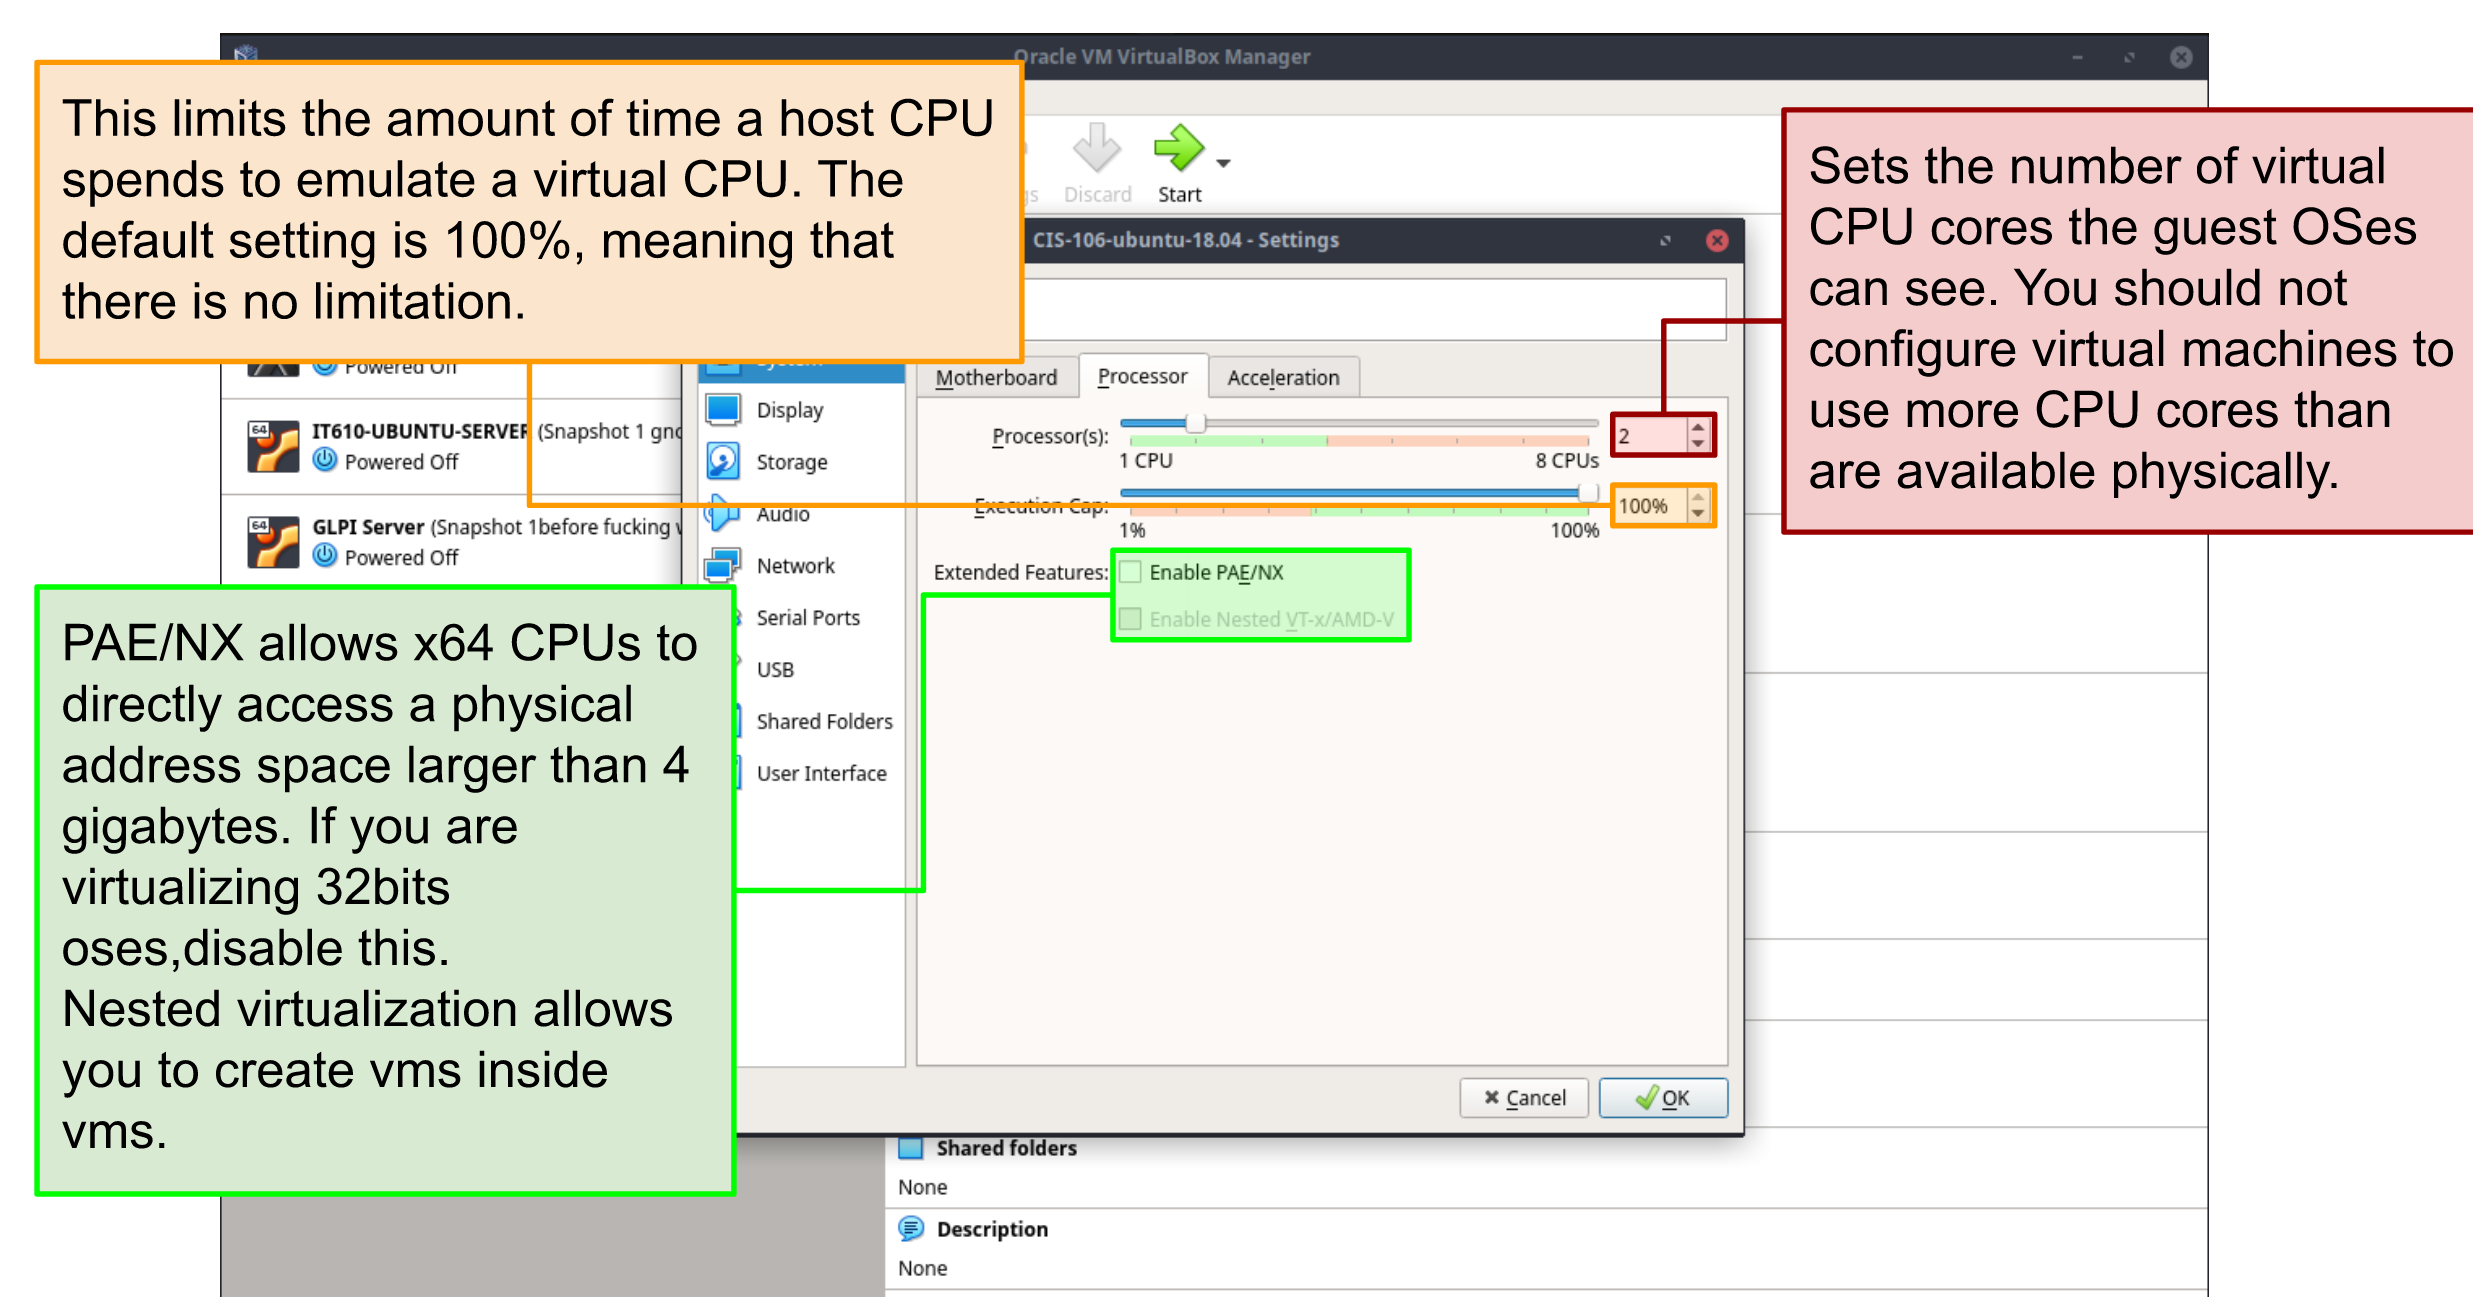 Oracle VM VirtualBox Manager
This limits the amount of time a host CPU
spends to emulate a virtual CPU. The
default setting is 100%, meaning that
there is no limitation.
Discard
Start
Sets the number of virtual
CPU cores the guest OSes
can see. You should not
configure virtual machines to
use more CPU cores than
are available physically.
CIS-106-ubuntu-18.04 - Settings
Powered Off
System
Motherboard
Processor
Acceleration
64
IT610-UBUNTU-SERVER (Snapshot 1
Powered Off
64
GLPI Server (Snapshot 1before fucking
Powered Off
Display
Storage
Audio
Network
Serial Ports
USB
Shared Folders
User Interface
Processor(s):
2
1 CPU
8 CPUs
Execution Cap:
100%
1%
100%
Extended Features:
Enable PAE/NX
Enable Nested VT-x/AMD-V
PAE/NX allows x64 CPUs to
directly access a physical
address space larger than 4
gigabytes. If you are
virtualizing 32bits
oses,disable this.
Nested virtualization allows
you to create vms inside
vms.
Cancel
OK
Shared folders
None
Description
None